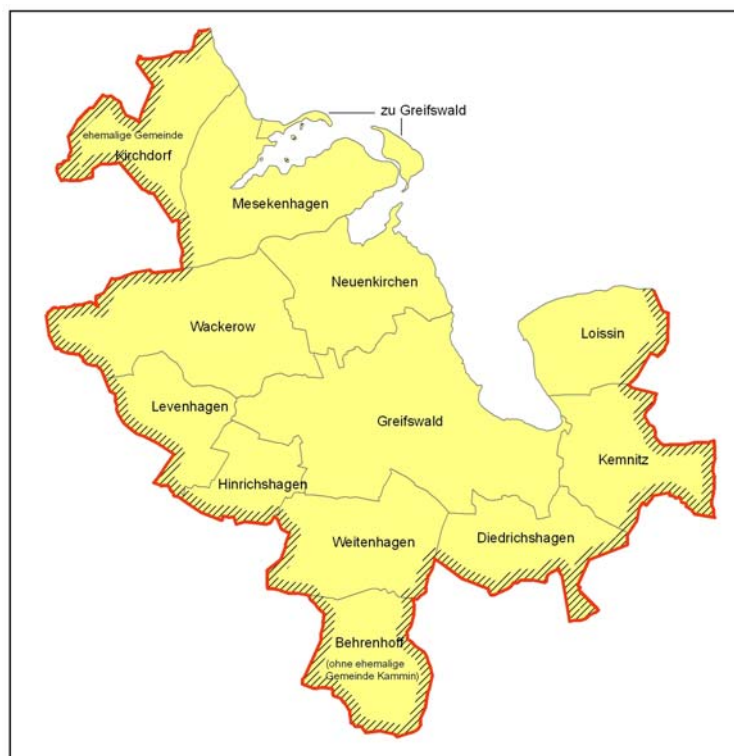 zu Greifswald
ehemalige Gemeinde
Kirchdorf
Mesekenhagen
Neuenkirchen
Wackerow
Loissin
Levenhagen
Greifswald
Kemnitz
Hinrichshagen
Weitenhagen
Diedrichshagen
Behrenhoff
(ohne ehemalige
Gemeinde Kammin)